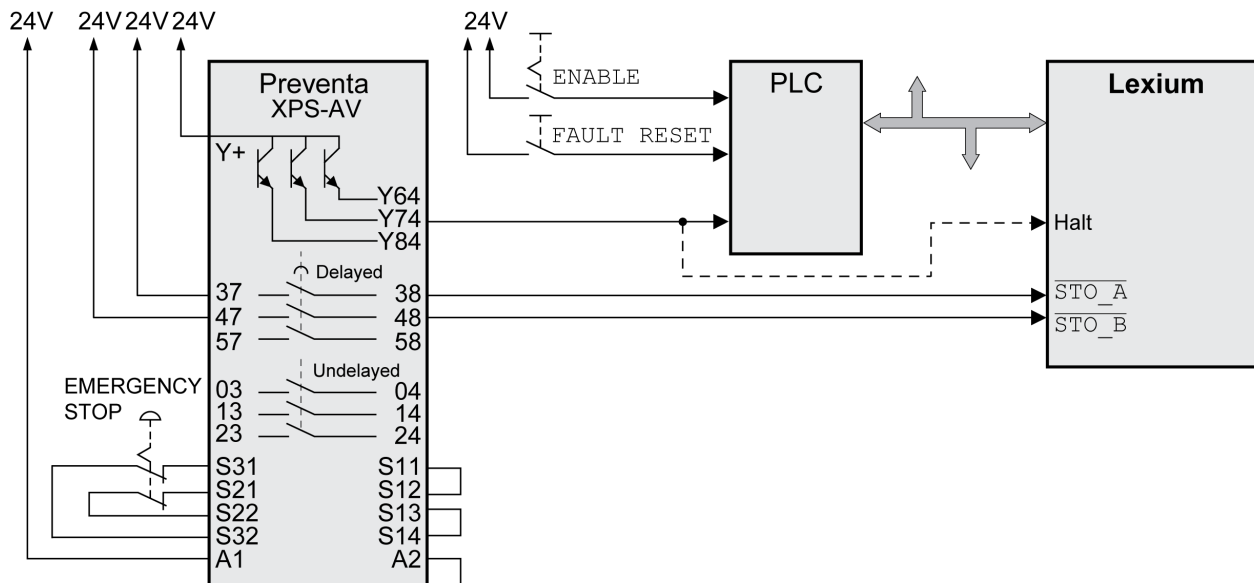 24V 24V 24V 24V 24V
Preventa
XPS-AV
PLC
Lexium
ENABLE
FAULT RESET
Y+
Y64
Y74
Y84
Halt
Delayed
37 38
47 48
57 58
STO_A
STO_B
Undelayed
03 04
13 14
23 24
EMERGENCY
STOP
S31 S11
S21 S12
S22 S13
S32 S14
A1 A2